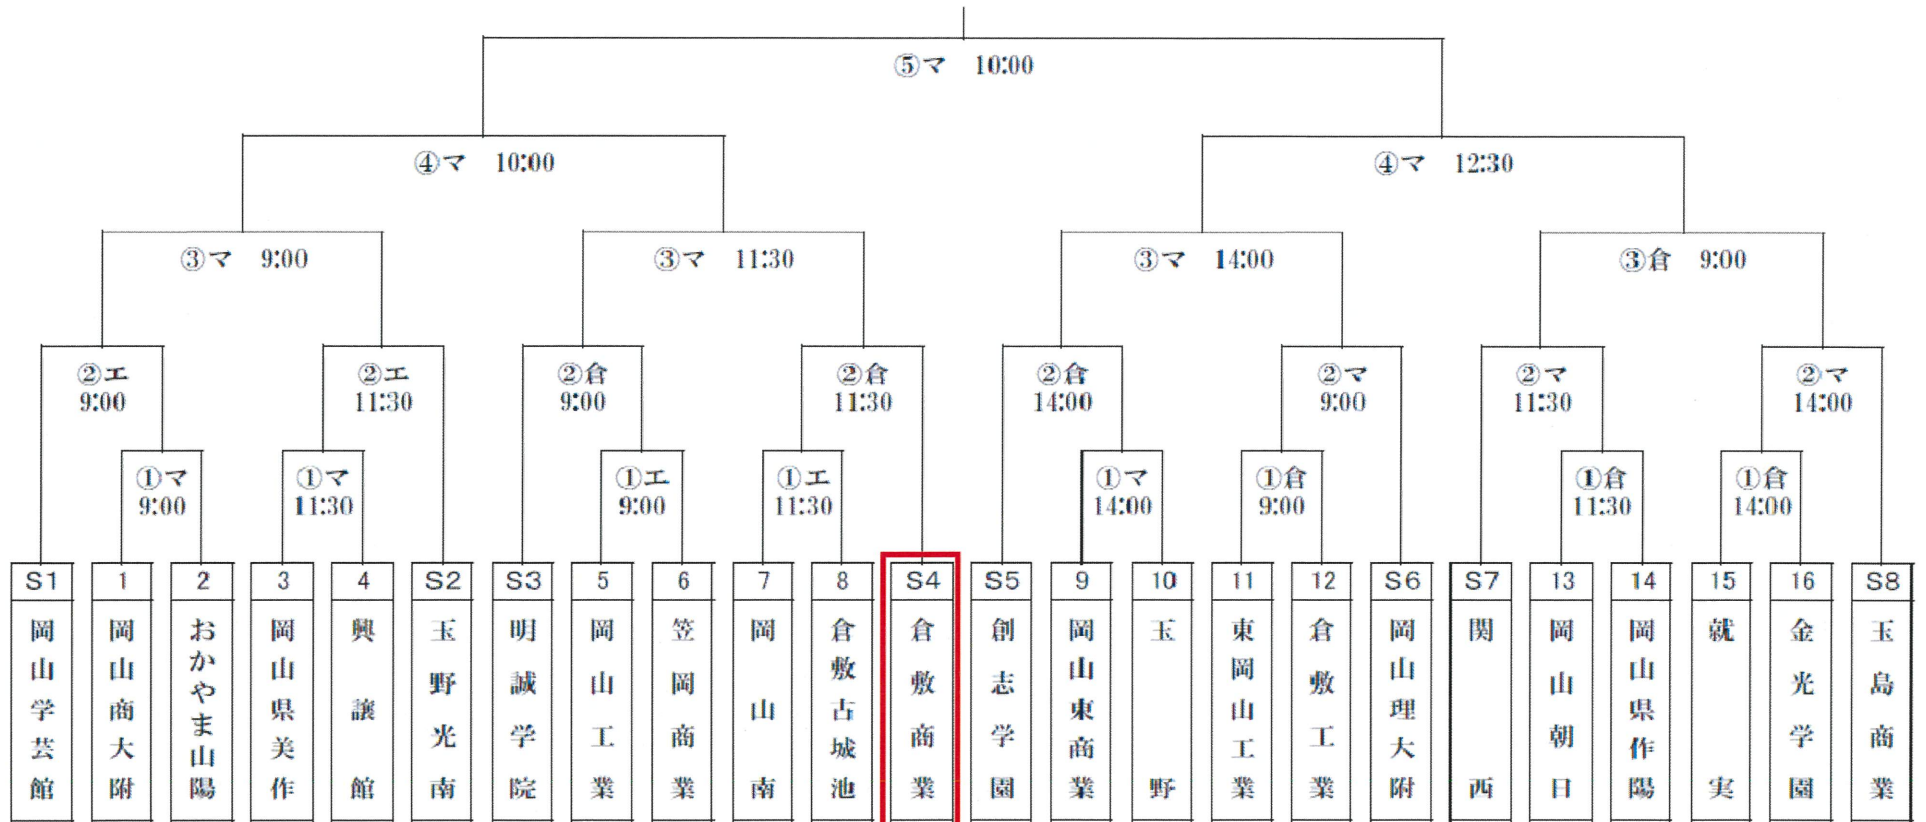 ⑤マ 10:00
④マ 10:00
④マ 12:30
③マ 9:00
③マ 11:30
③マ 14:00
③倉 9:00
②エ 9:00
②エ 11:30
②倉 9:00
②倉 11:30
②倉 14:00
②マ 9:00
②マ 11:30
②マ 14:00
①マ 9:00
①マ 11:30
①エ 9:00
①エ 11:30
①マ 14:00
①倉 9:00
①倉 11:30
①倉 14:00
S1 岡山学芸館
1 岡山商大附
2 おかやま山陽
3 岡山県美作
4 興譲館
S2 玉野光南
S3 明誠学院
5 岡山工業
6 笠岡商業
7 岡山南
8 倉敷古城池
S4 倉敷商業
S5 創志学園
9 岡山東商業
10 玉野
11 東岡山工業
12 倉敷工業
S6 岡山理大附
S7 関西
13 岡山朝日
14 岡山県作陽
15 就実
16 金光学園
S8 玉島商業